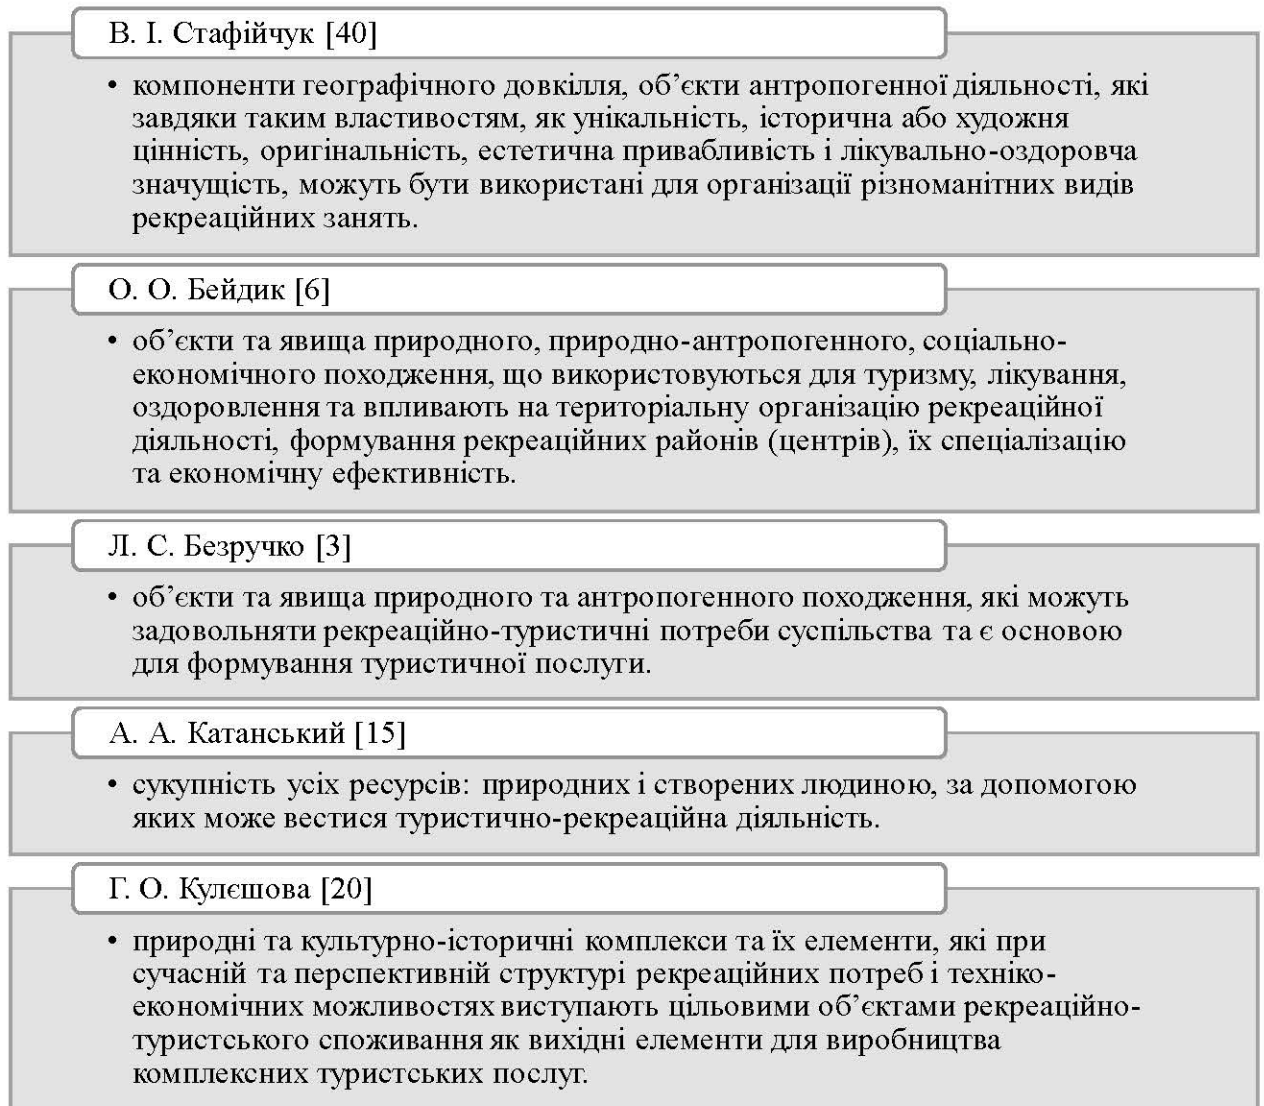 В. І. Стафійчук [40]
• компоненти географічного довкілля, об’єкти антропогенної діяльності, які
завдяки таким властивостям, як унікальність, історична або художня
цінність, оригінальність, естетична привабливість і лікувально-оздоровча
значущість, можуть бути використані для організації різноманітних видів
рекреаційних занять.
О. О. Бейдик [6]
• об’єкти та явища природного, природно-антропогенного, соціально-
економічного походження, що використовуються для туризму, лікування,
оздоровлення та впливають на територіальну організацію рекреаційної
діяльності, формування рекреаційних районів (центрів), їх спеціалізацію
та економічну ефективність.
Л. С. Безручко [3]
• об’єкти та явища природного та антропогенного походження, які можуть
задовольняти рекреаційно-туристичні потреби суспільства та є основою
для формування туристичної послуги.
А. А. Катанський [15]
• сукупність усіх ресурсів: природних і створених людиною, за допомогою
яких може вестися туристично-рекреаційна діяльність.
Г. О. Кулєшова [20]
• природні та культурно-історичні комплекси та їх елементи, які при
сучасній та перспективній структурі рекреаційних потреб і техніко-
економічних можливостях виступають цільовими об’єктами рекреаційно-
туристського споживання як вихідні елементи для виробництва
комплексних туристських послуг.